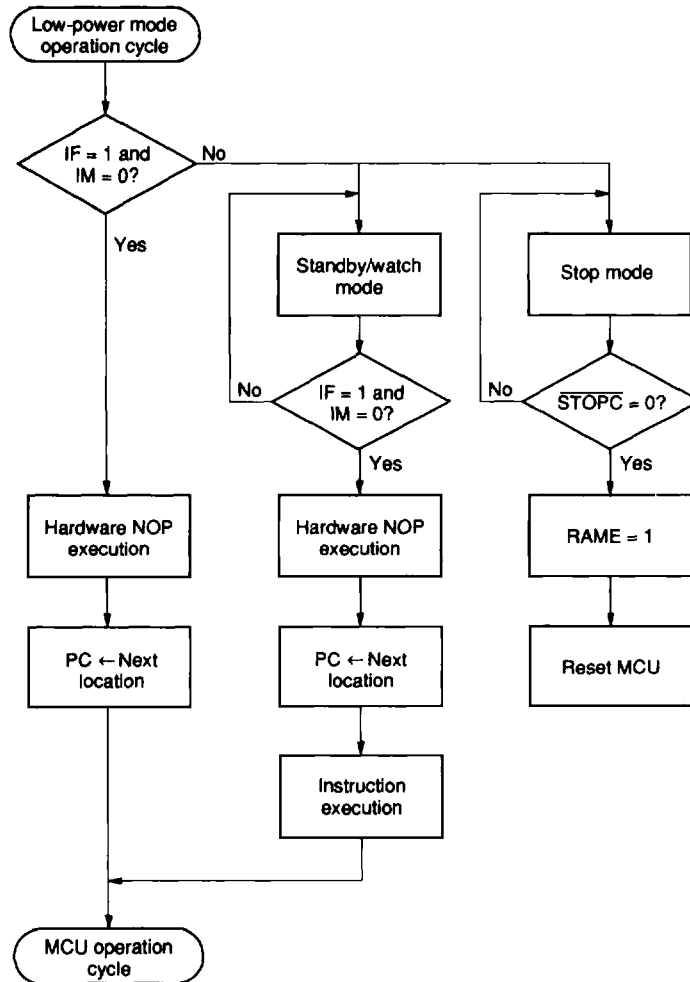 Low-power mode
operation cycle
IF = 1 and
IM = 0?
No
Yes
Standby/watch
mode
Stop mode
No
IF = 1 and
IM = 0?
Yes
No
S̅T̅O̅P̅C̅ = 0?
Yes
Hardware NOP
execution
Hardware NOP
execution
RAME = 1
PC ← Next
location
PC ← Next
location
Reset MCU
Instruction
execution
MCU operation
cycle